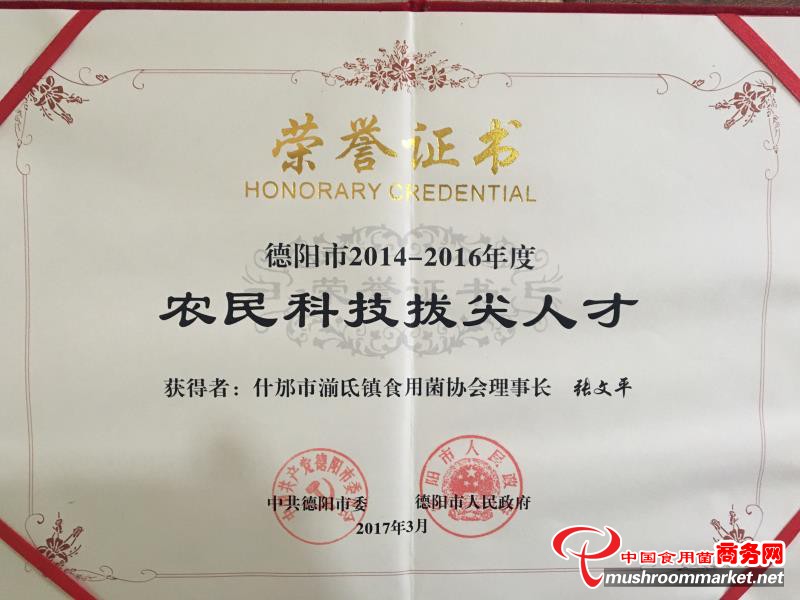 荣誉证书
HONORARY CREDENTIAL
德阳市2014-2016年度
农民科技拔尖人才
获得者：什邡市湔氐镇食用菌协会理事长 张文平
中共德阳市委 德阳市人民政府
2017年3月
中国食用菌商务网
mushroommarket.net